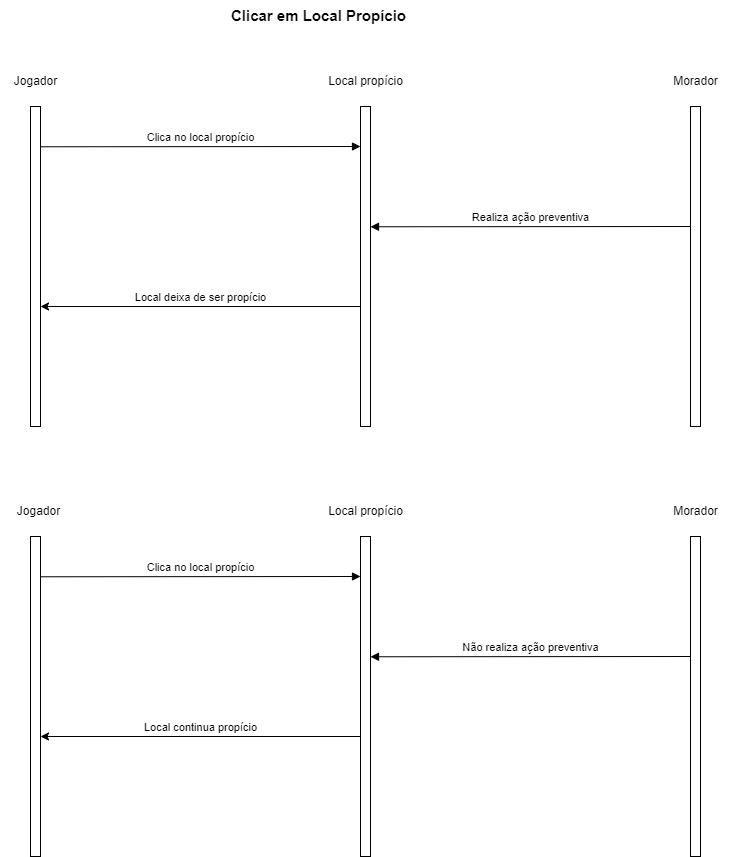 Clicar em Local Propício
Jogador
Local propício
Morador
Clica no local propício
Realiza ação preventiva
Local deixa de ser propício
Jogador
Local propício
Morador
Clica no local propício
Não realiza ação preventiva
Local continua propício